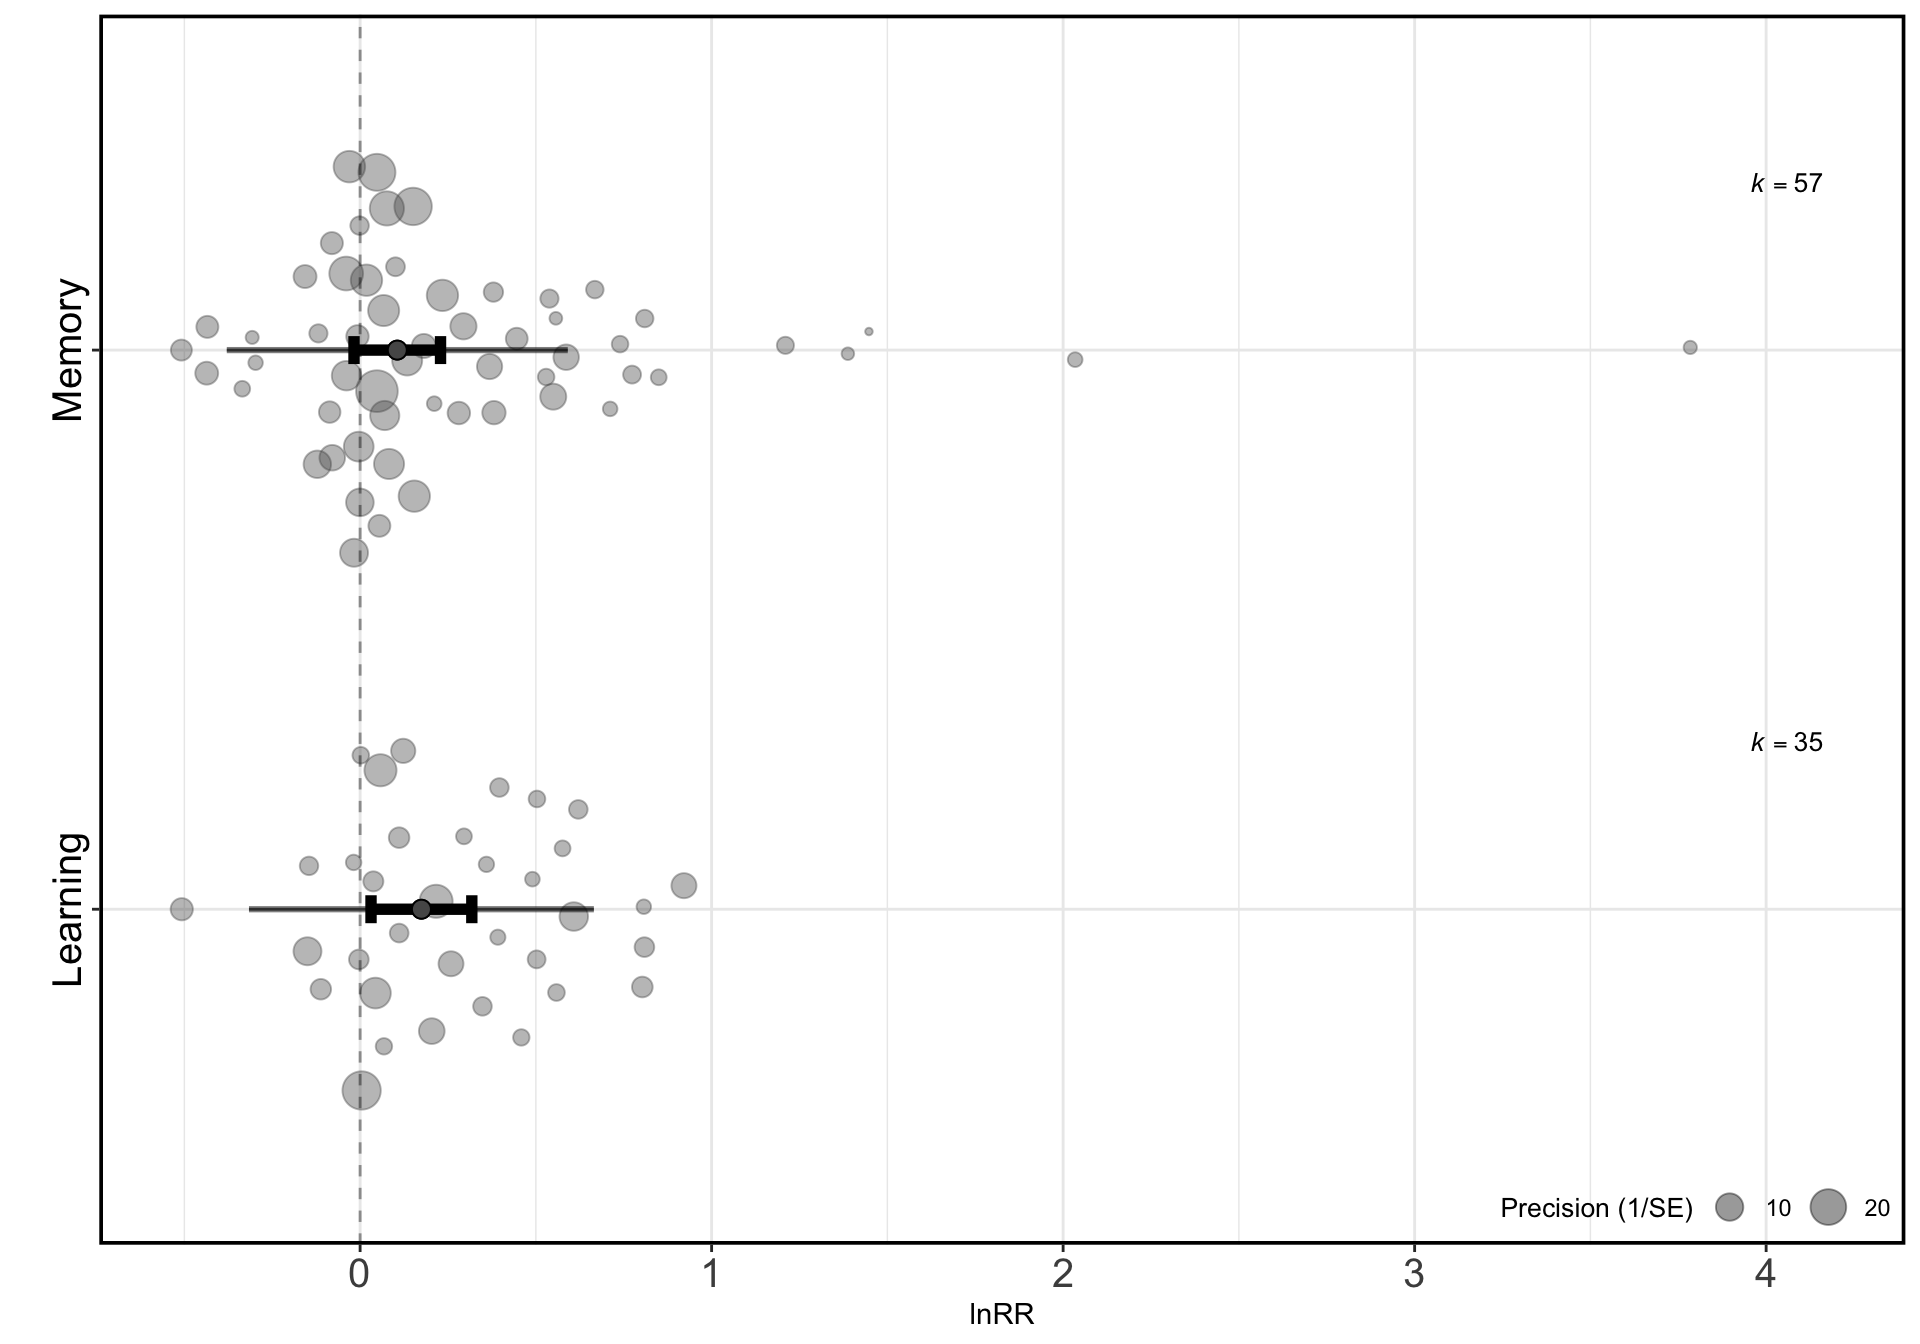 k = 57
Memory
k = 35
Learning
Precision (1/SE) 10 20
0 1 2 3 4
lnRR